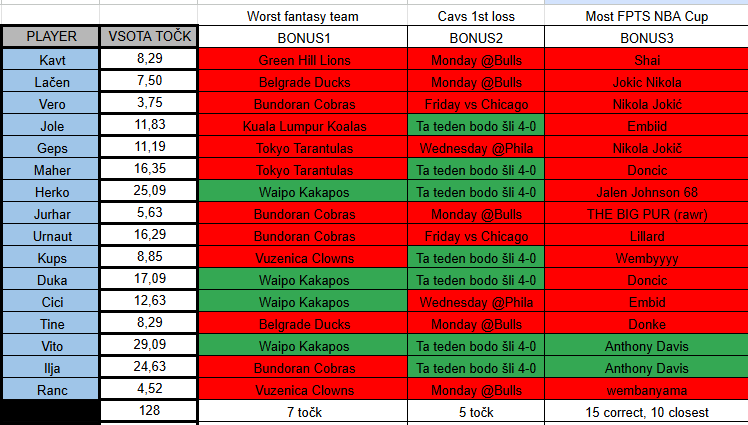 Worst fantasy team Cavs 1st loss Most FPTS NBA Cup
PLAYER VSOTA TOČK BONUS1 BONUS2 BONUS3
Kavt 8,29 Green Hill Lions Monday @Bulls Shai
Lačen 7,50 Belgrade Ducks Monday @Bulls Jokic Nikola
Vero 3,75 Bundoran Cobras Friday vs Chicago Nikola Jokić
Jole 11,83 Kuala Lumpur Koalas Ta teden bodo šli 4-0 Embiid
Geps 11,19 Tokyo Tarantulas Wednesday @Phila Nikola Jokič
Maher 16,35 Tokyo Tarantulas Ta teden bodo šli 4-0 Doncic
Herko 25,09 Waipo Kakapos Ta teden bodo šli 4-0 Jalen Johnson 68
Jurhar 5,63 Bundoran Cobras Monday @Bulls THE BIG PUR (rawr)
Urnaut 16,29 Bundoran Cobras Friday vs Chicago Lillard
Kups 8,85 Vuzenica Clowns Ta teden bodo šli 4-0 Wembyyyy
Duka 17,09 Waipo Kakapos Ta teden bodo šli 4-0 Doncic
Cici 12,63 Waipo Kakapos Wednesday @Phila Embid
Tine 8,29 Belgrade Ducks Monday @Bulls Donke
Vito 29,09 Waipo Kakapos Ta teden bodo šli 4-0 Anthony Davis
Ilja 24,63 Bundoran Cobras Ta teden bodo šli 4-0 Anthony Davis
Ranc 4,52 Vuzenica Clowns Monday @Bulls wembanyama
128 7 točk 5 točk 15 correct, 10 closest